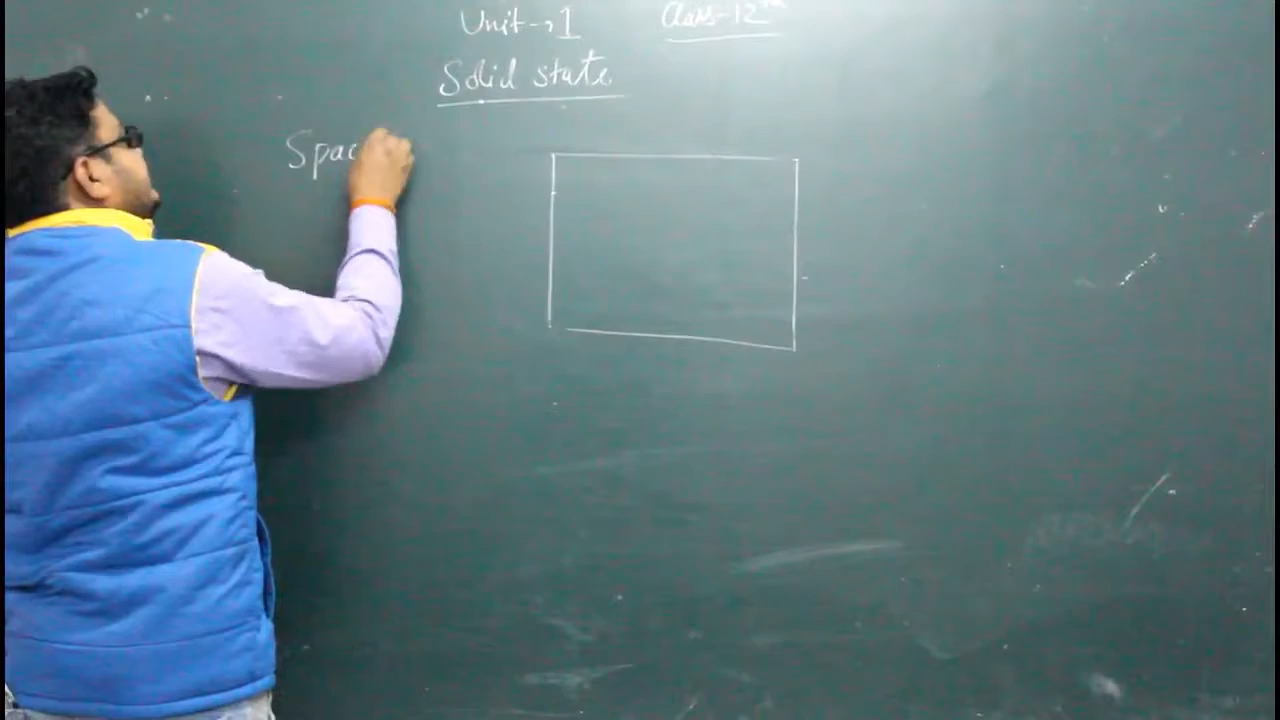 Unit → 1 Class-12th
Solid state
Spac